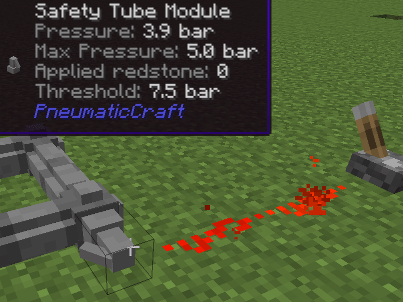 Safety Tube Module
Pressure: 3.9 bar
Max Pressure: 5.0 bar
Applied redstone: 0
Threshold: 7.5 bar
PneumaticCraft